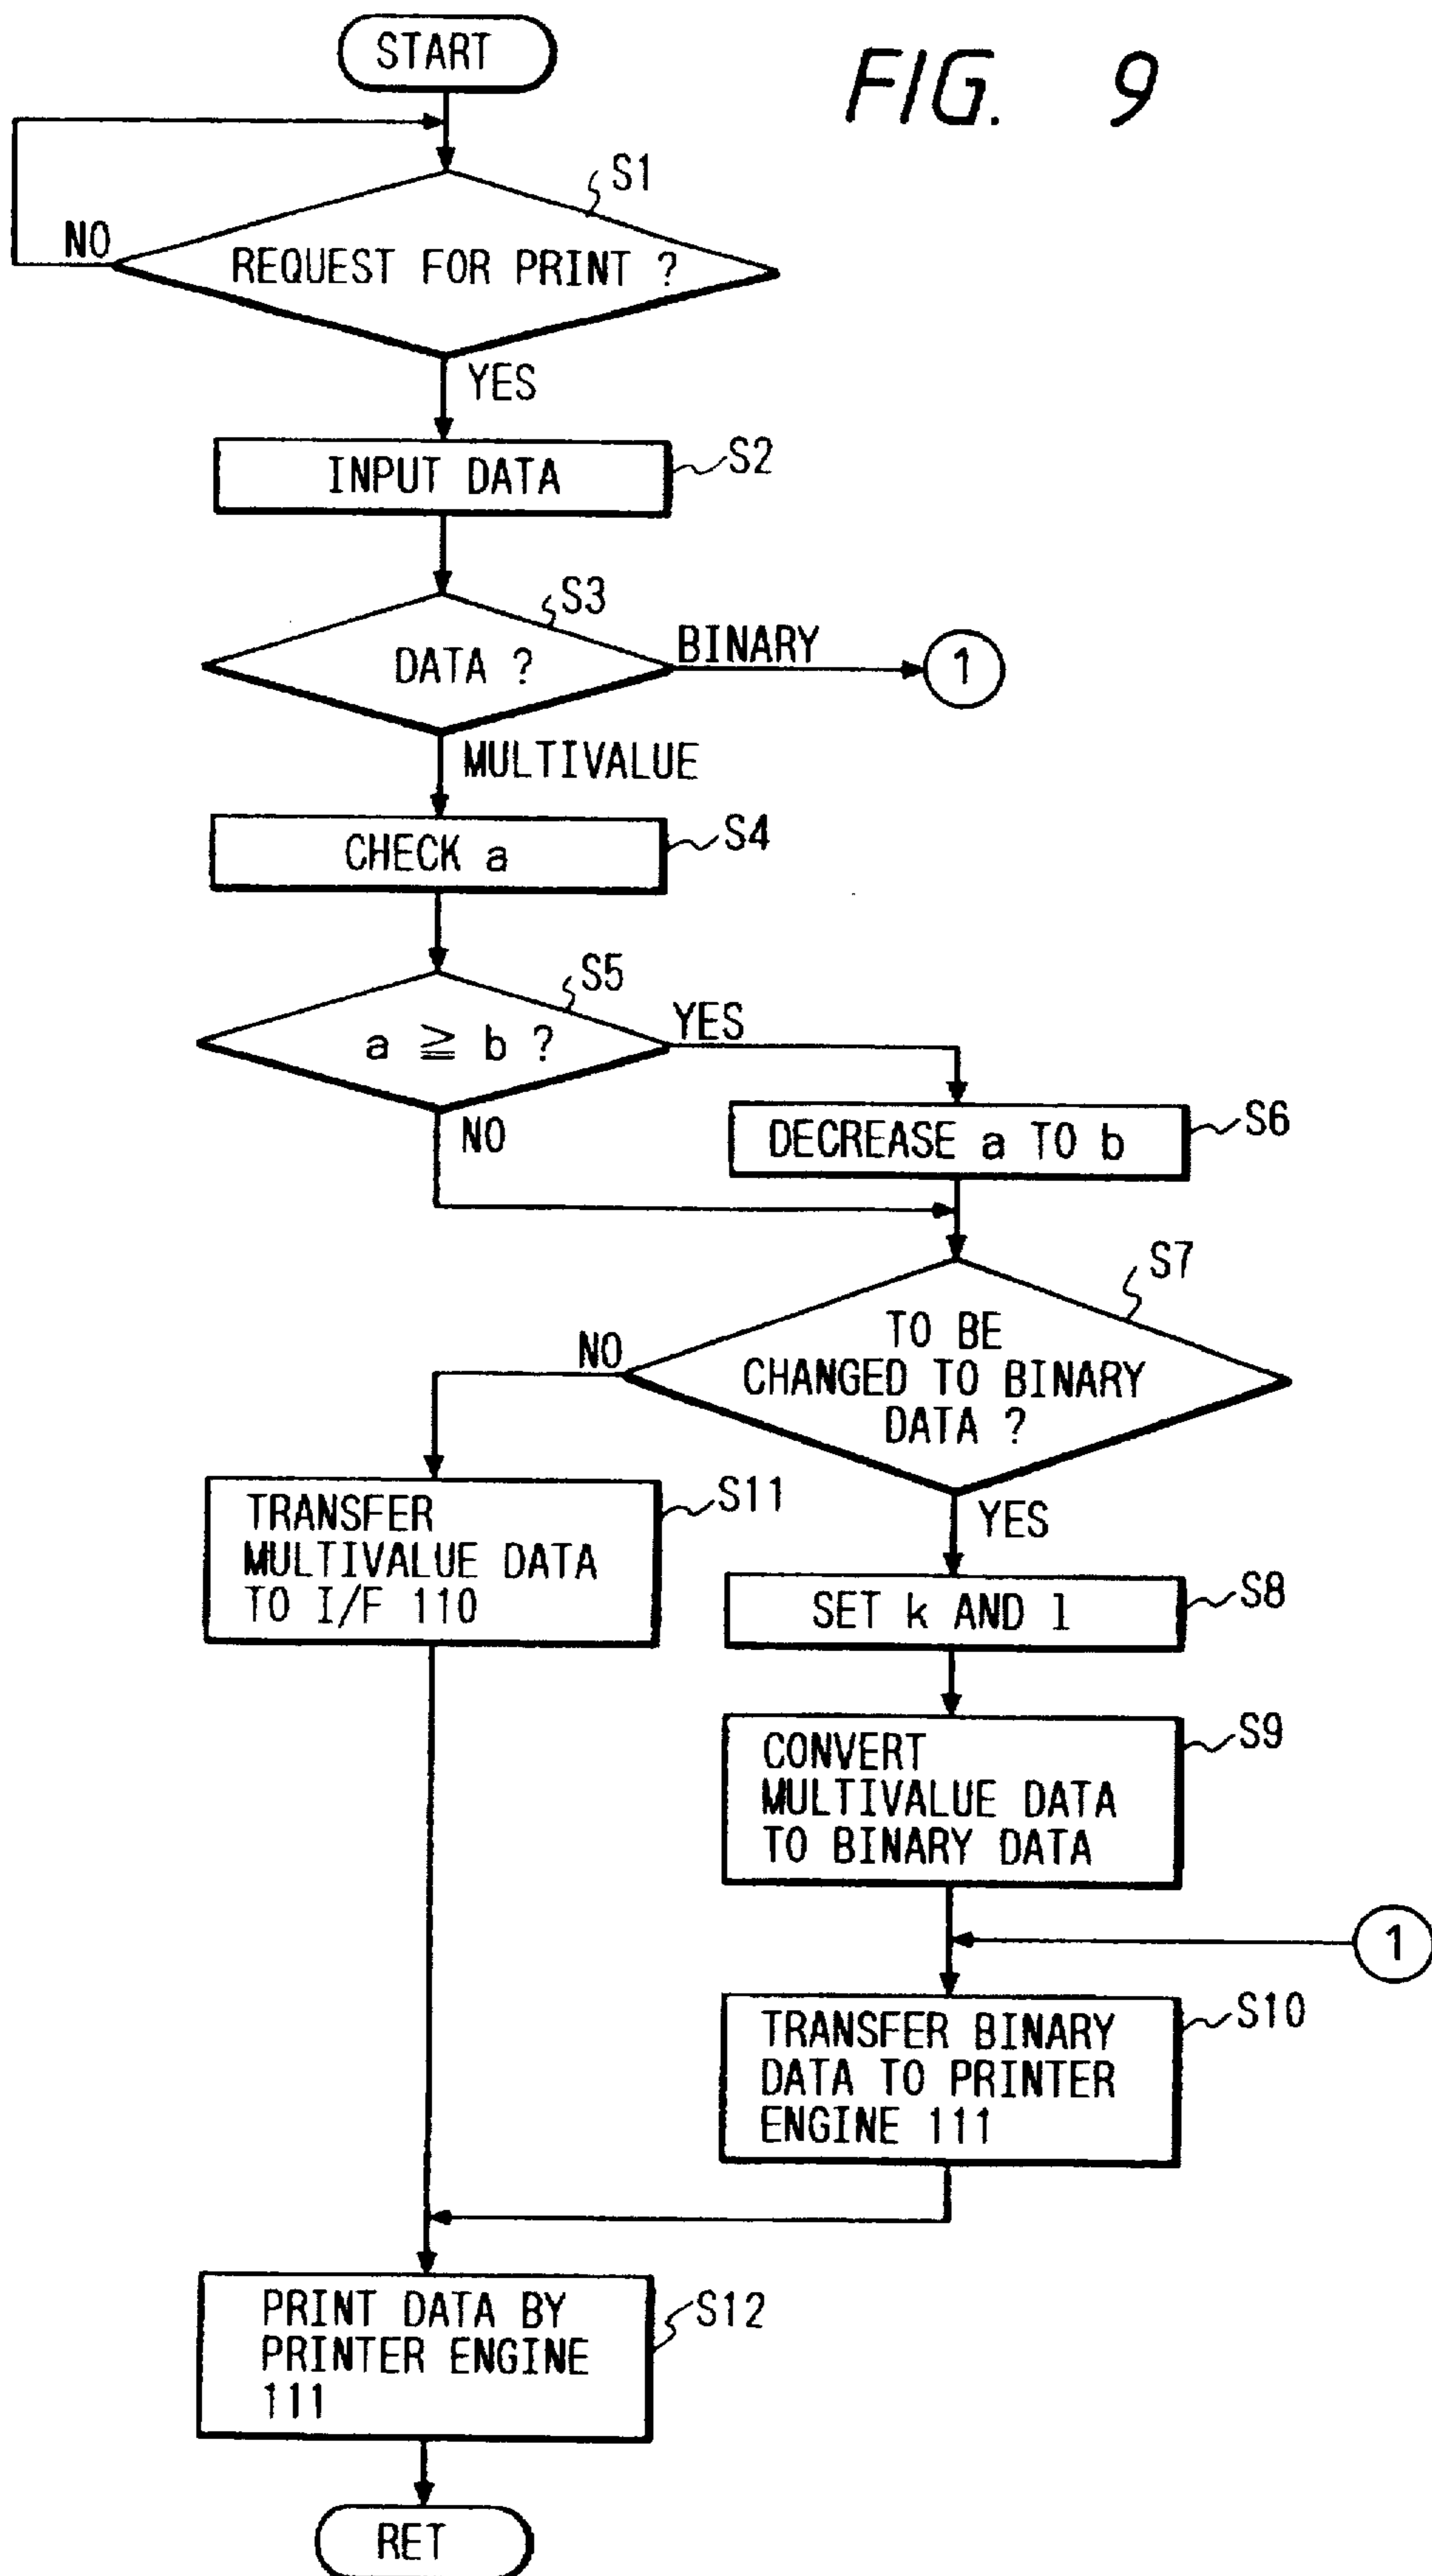 START
FIG. 9
S1
NO
REQUEST FOR PRINT ?
YES
S2
INPUT DATA
S3
DATA ?
BINARY
1
MULTIVALUE
S4
CHECK a
S5
a ≧ b ?
YES
NO
S6
DECREASE a TO b
S7
TO BE
CHANGED TO BINARY
DATA ?
NO
YES
S11
TRANSFER
MULTIVALUE DATA
TO I/F 110
S8
SET k AND l
S9
CONVERT
MULTIVALUE DATA
TO BINARY DATA
1
S10
TRANSFER BINARY
DATA TO PRINTER
ENGINE 111
S12
PRINT DATA BY
PRINTER ENGINE
111
RET